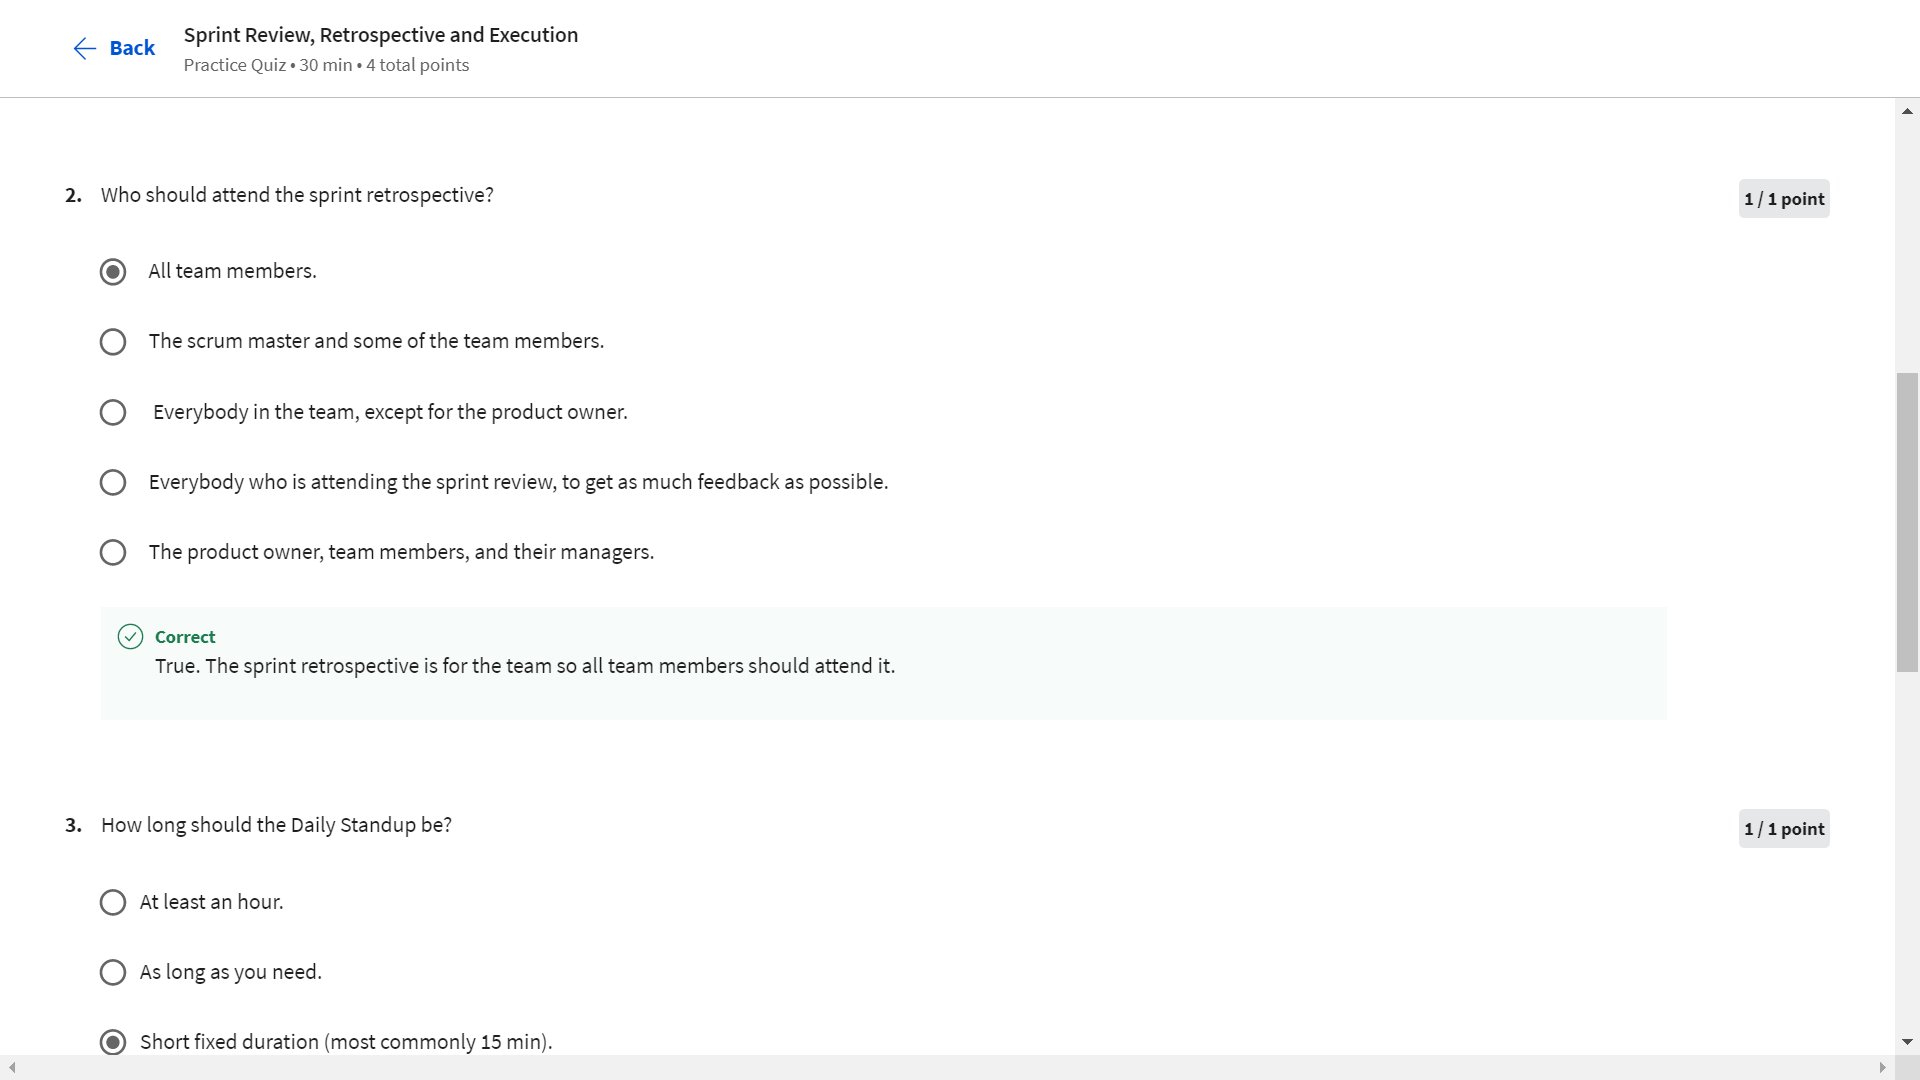 Back
Sprint Review, Retrospective and Execution
Practice Quiz • 30 min • 4 total points
2. Who should attend the sprint retrospective?
1 / 1 point
All team members.
The scrum master and some of the team members.
Everybody in the team, except for the product owner.
Everybody who is attending the sprint review, to get as much feedback as possible.
The product owner, team members, and their managers.
Correct
True. The sprint retrospective is for the team so all team members should attend it.
3. How long should the Daily Standup be?
1 / 1 point
At least an hour.
As long as you need.
Short fixed duration (most commonly 15 min).